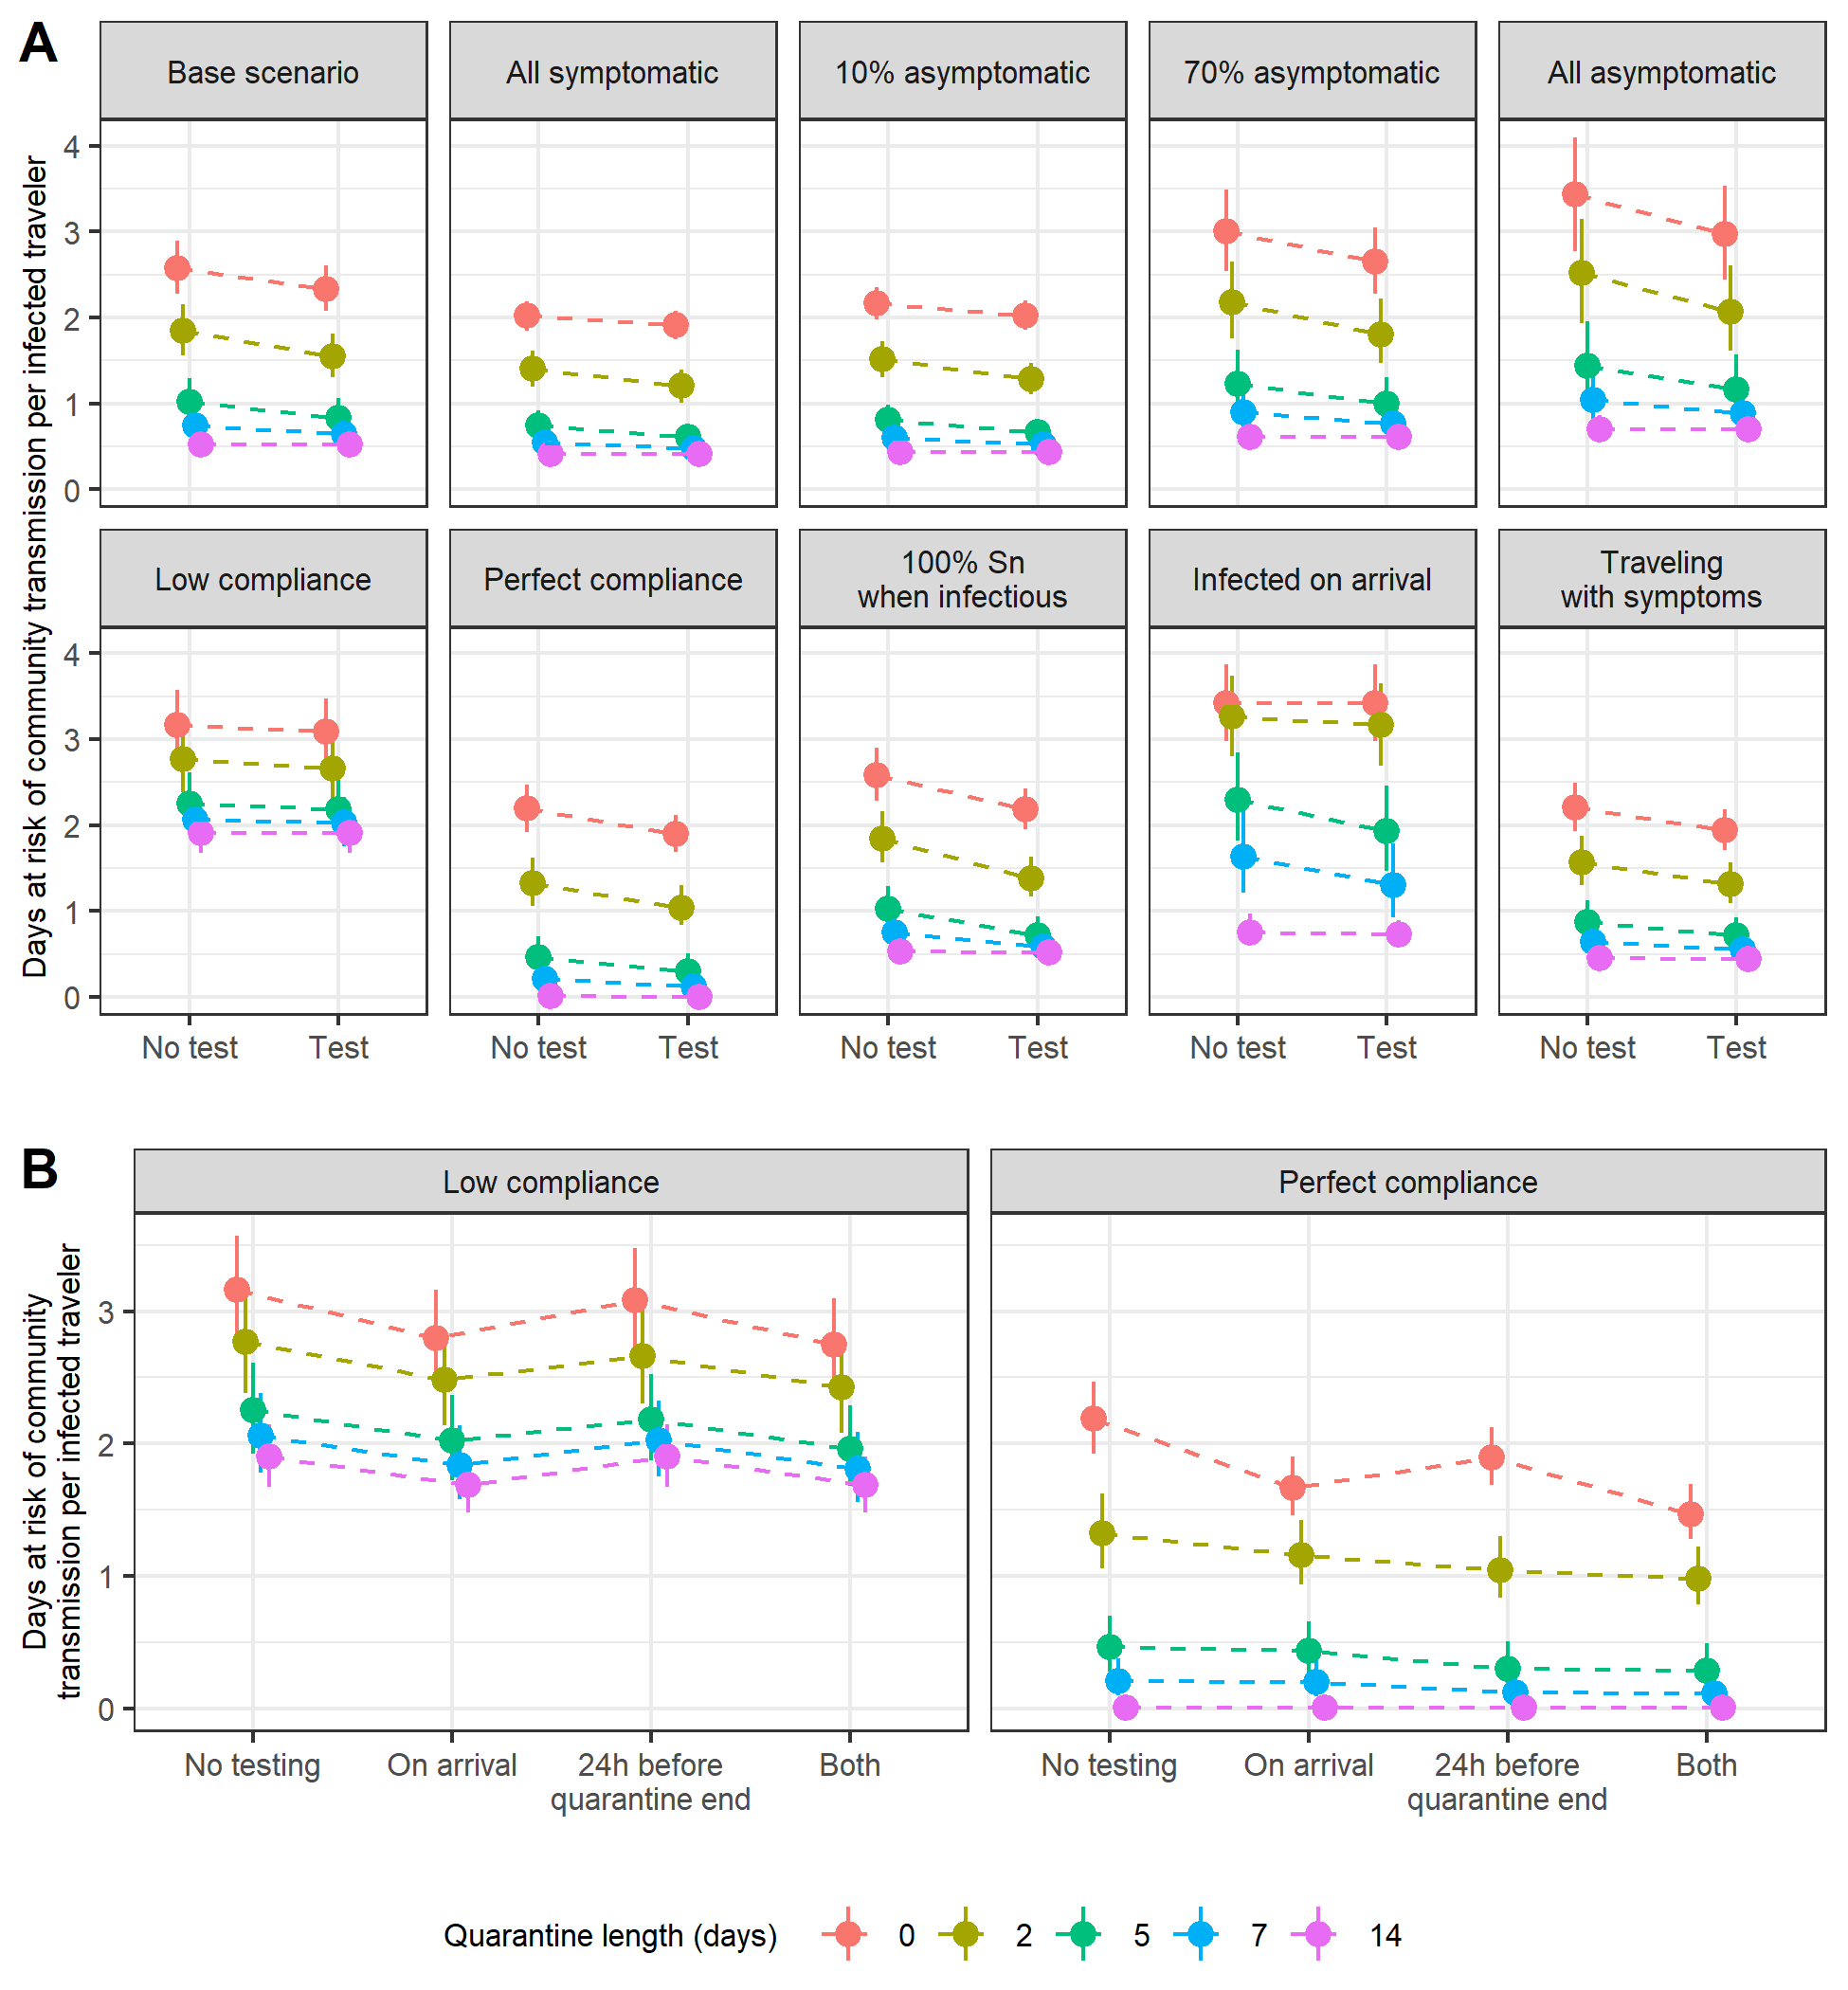 A
Base scenario
All symptomatic
10% asymptomatic
70% asymptomatic
All asymptomatic
Days at risk of community transmission per infected traveler
4
3
2
1
0
Low compliance
Perfect compliance
100% Sn
when infectious
Infected on arrival
Traveling
with symptoms
4
3
2
1
0
No test
Test
No test
Test
No test
Test
No test
Test
No test
Test
B
Low compliance
Perfect compliance
Days at risk of community
transmission per infected traveler
3
2
1
0
No testing
On arrival
24h before
quarantine end
Both
No testing
On arrival
24h before
quarantine end
Both
Quarantine length (days)
0
2
5
7
14